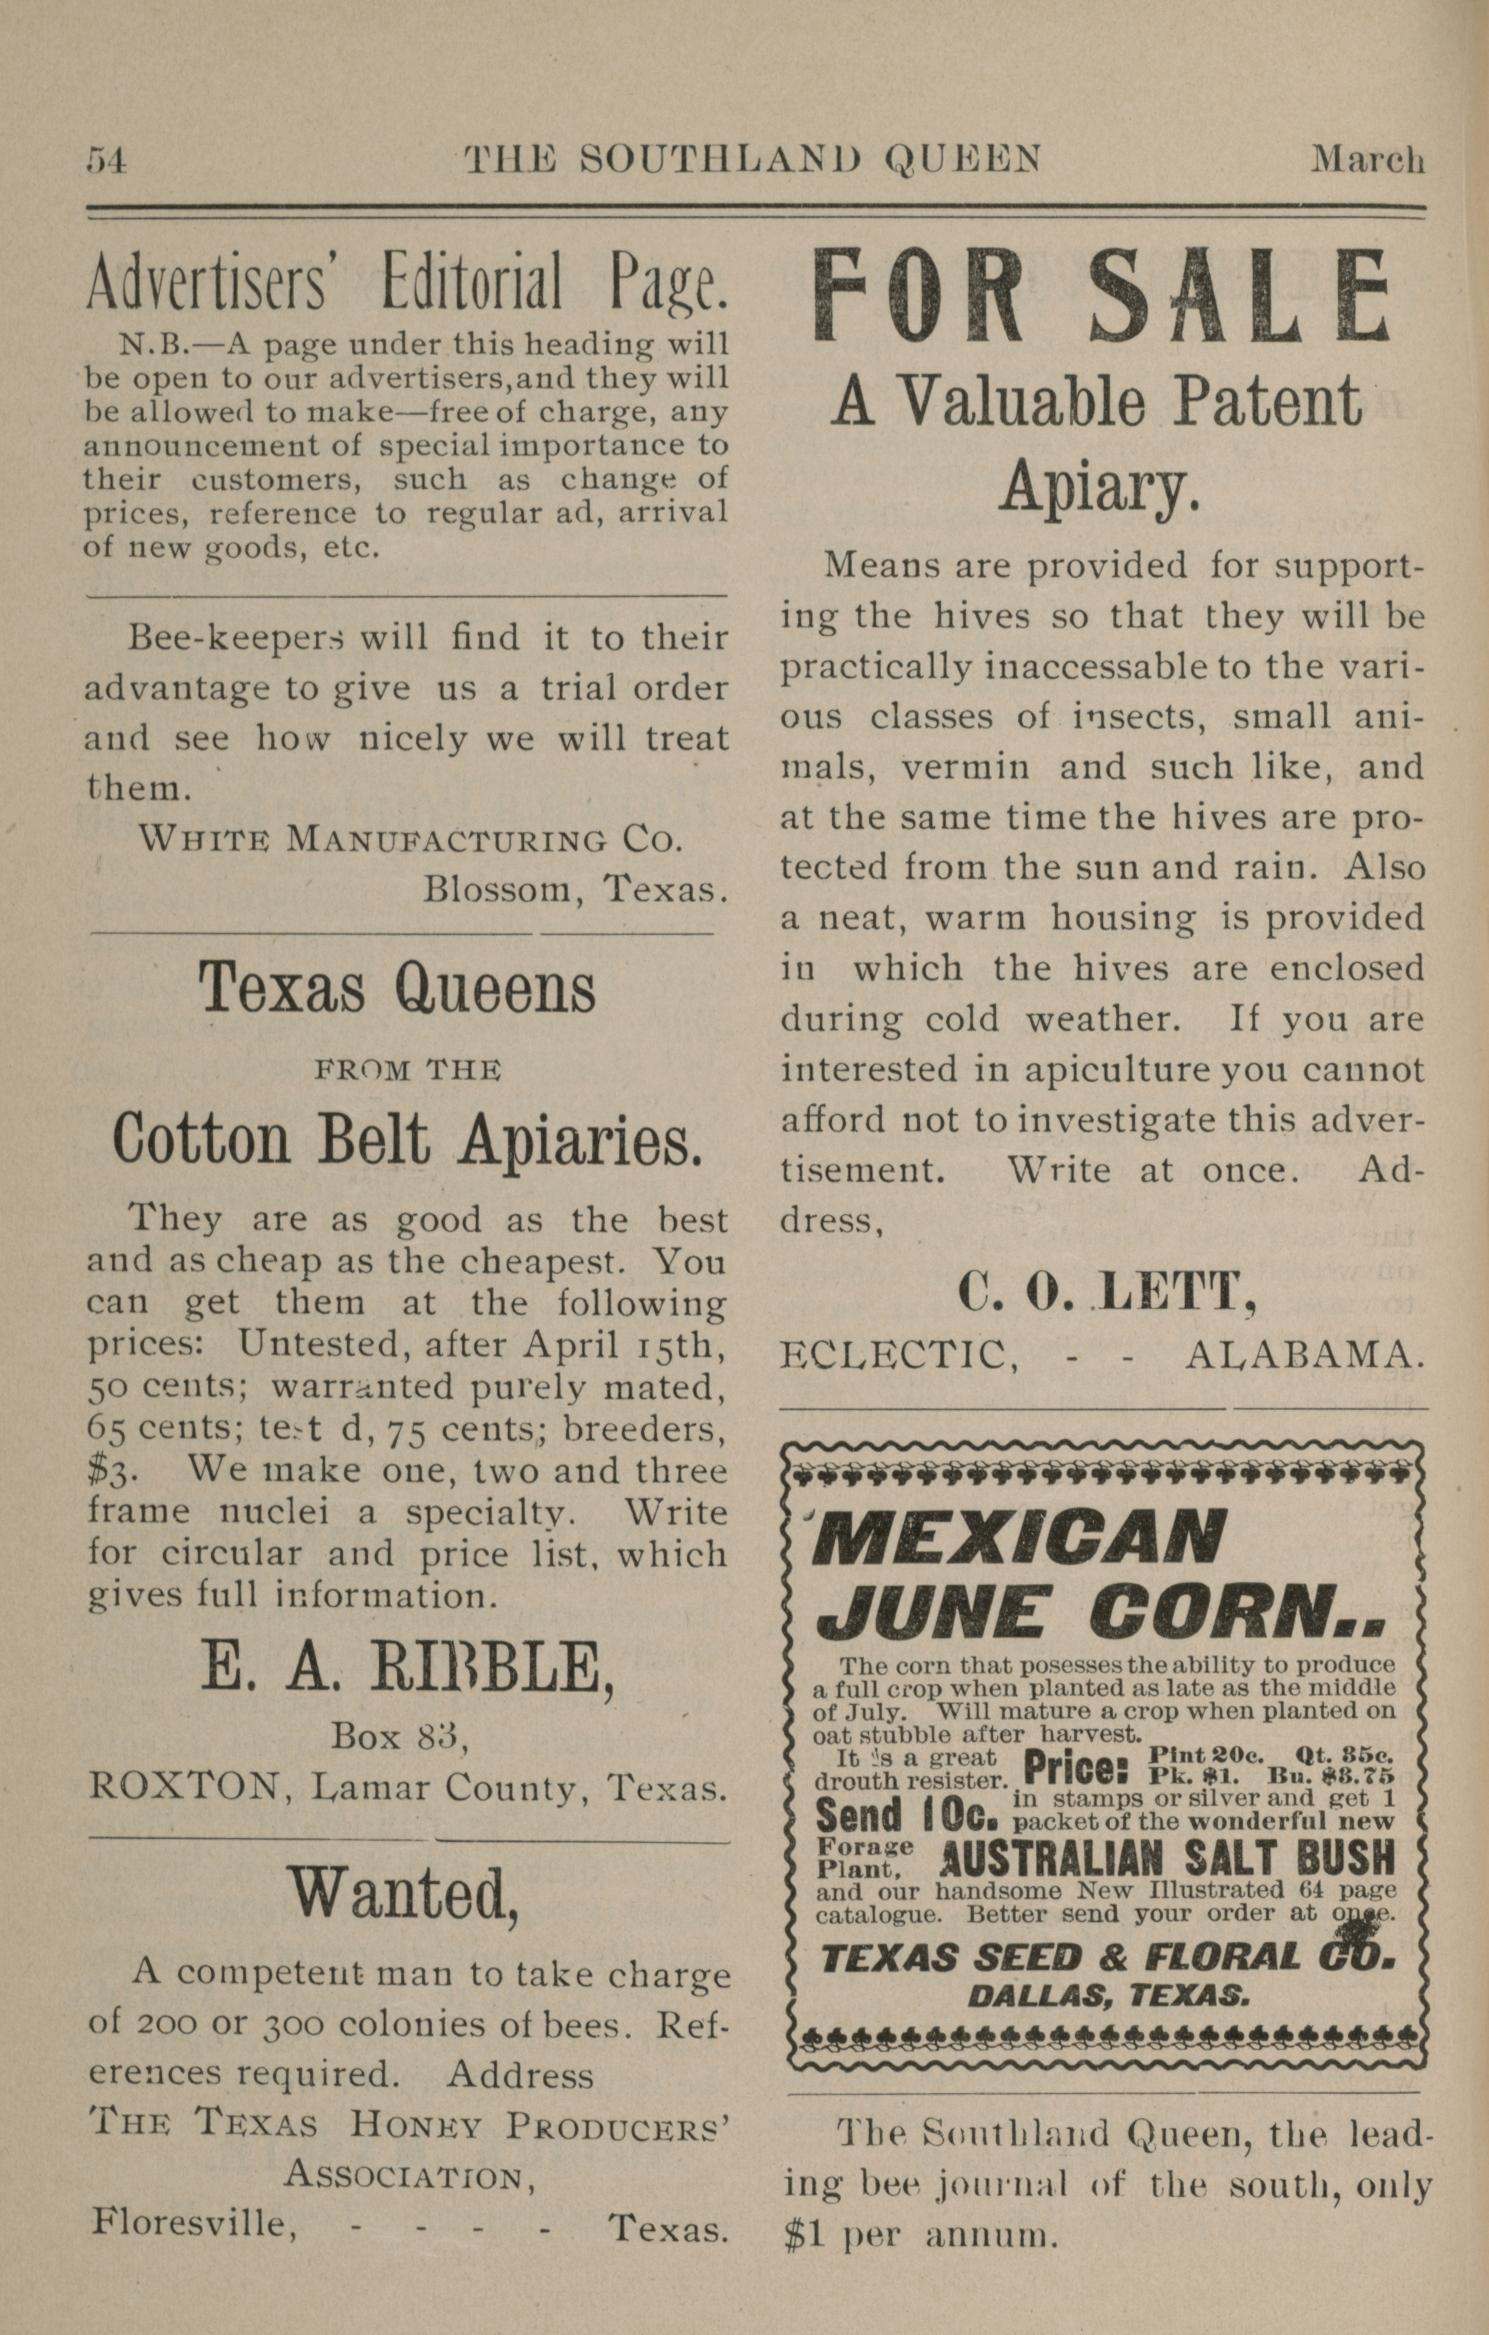 54 THE SOUTHLAND QUEEN March
Advertisers' Editorial Page.
N.B.—A page under this heading will
be open to our advertisers,and they will
be allowed to make—free of charge, any
announcement of special importance to
their customers, such as change of
prices, reference to regular ad, arrival
of new goods, etc.
Bee-keepers will find it to their
advantage to give us a trial order
and see how nicely we will treat
them.
WHITE MANUFACTURING CO.
Blossom, Texas.
Texas Queens
FROM THE
Cotton Belt Apiaries.
They are as good as the best
and as cheap as the cheapest. You
can get them at the following
prices: Untested, after April 15th,
50 cents; warranted purely mated,
65 cents; test d, 75 cents; breeders,
$3. We make one, two and three
frame nuclei a specialty. Write
for circular and price list, which
gives full information.
E. A. RIBBLE,
Box 83,
ROXTON, Lamar County, Texas.
Wanted,
A competent man to take charge
of 200 or 300 colonies of bees. Ref-
erences required. Address
THE TEXAS HONEY PRODUCERS'
ASSOCIATION,
Floresville, - - - - Texas.
FOR SALE
A Valuable Patent
Apiary.
Means are provided for support-
ing the hives so that they will be
practically inaccessable to the vari-
ous classes of insects, small ani-
mals, vermin and such like, and
at the same time the hives are pro-
tected from the sun and rain. Also
a neat, warm housing is provided
in which the hives are enclosed
during cold weather. If you are
interested in apiculture you cannot
afford not to investigate this adver-
tisement. Write at once. Ad-
dress,
C. O. LETT,
ECLECTIC, - - ALABAMA.
MEXICAN
JUNE CORN..
The corn that posesses the ability to produce
a full crop when planted as late as the middle
of July. Will mature a crop when planted on
oat stubble after harvest.
It is a great drouth resister. Price: Pint 20c. Qt. 35c.
Pk. $1. Bu. $3.75
Send 10c. in stamps or silver and get 1
packet of the wonderful new
Forage Plant, AUSTRALIAN SALT BUSH
and our handsome New Illustrated 64 page
catalogue. Better send your order at once.
TEXAS SEED & FLORAL CO.
DALLAS, TEXAS.
The Southland Queen, the lead-
ing bee journal of the south, only
$1 per annum.